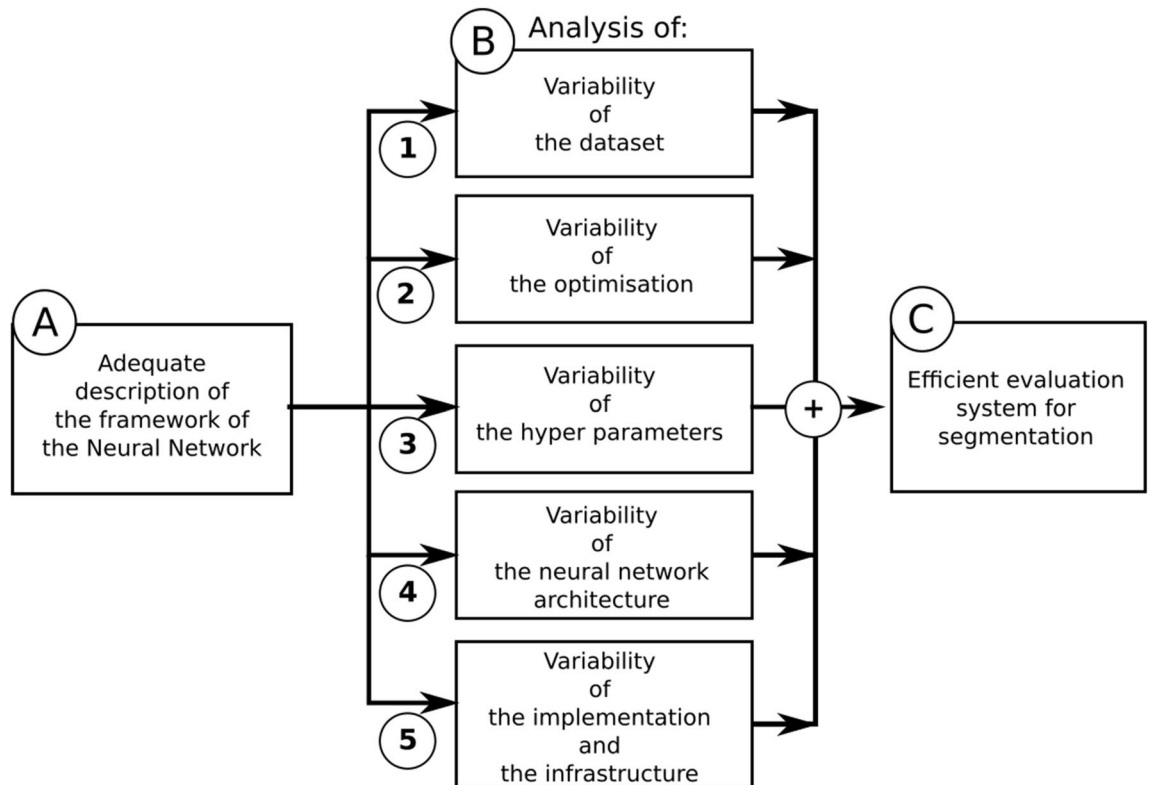 A
Adequate
description of
the framework of
the Neural Network
B
Analysis of:
1
Variability
of
the dataset
2
Variability
of
the optimisation
3
Variability
of
the hyper parameters
4
Variability
of
the neural network
architecture
5
Variability
of
the implementation
and
the infrastructure
+
C
Efficient evaluation
system for
segmentation